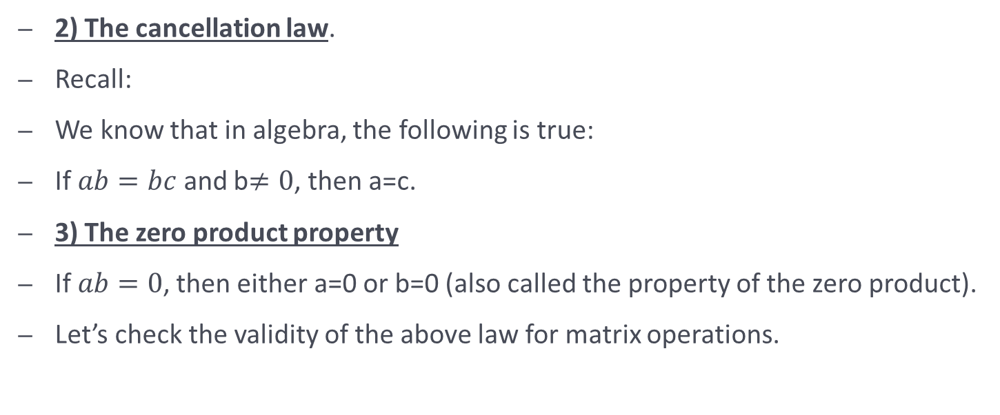 – 2) The cancellation law.
– Recall:
– We know that in algebra, the following is true:
– If 𝑎𝑏 = 𝑏𝑐 and b≠ 0, then a=c.
– 3) The zero product property
– If 𝑎𝑏 = 0, then either a=0 or b=0 (also called the property of the zero product).
– Let’s check the validity of the above law for matrix operations.